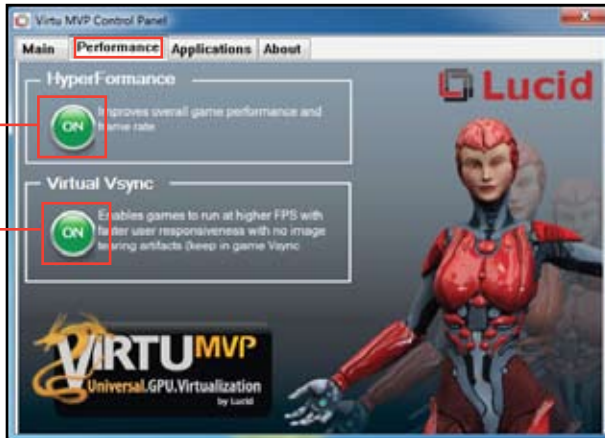 Virtu MVP Control Panel
Main Performance Applications About
HyperFormance
Lucid
ON
Improves overall game performance and
frame rate
Virtual Vsync
ON
Enables games to run at higher FPS with
faster user responsiveness with no image
tearing artifacts (keep in game Vsync
VIRTU MVP
Universal.GPU.Virtualization
by Lucid